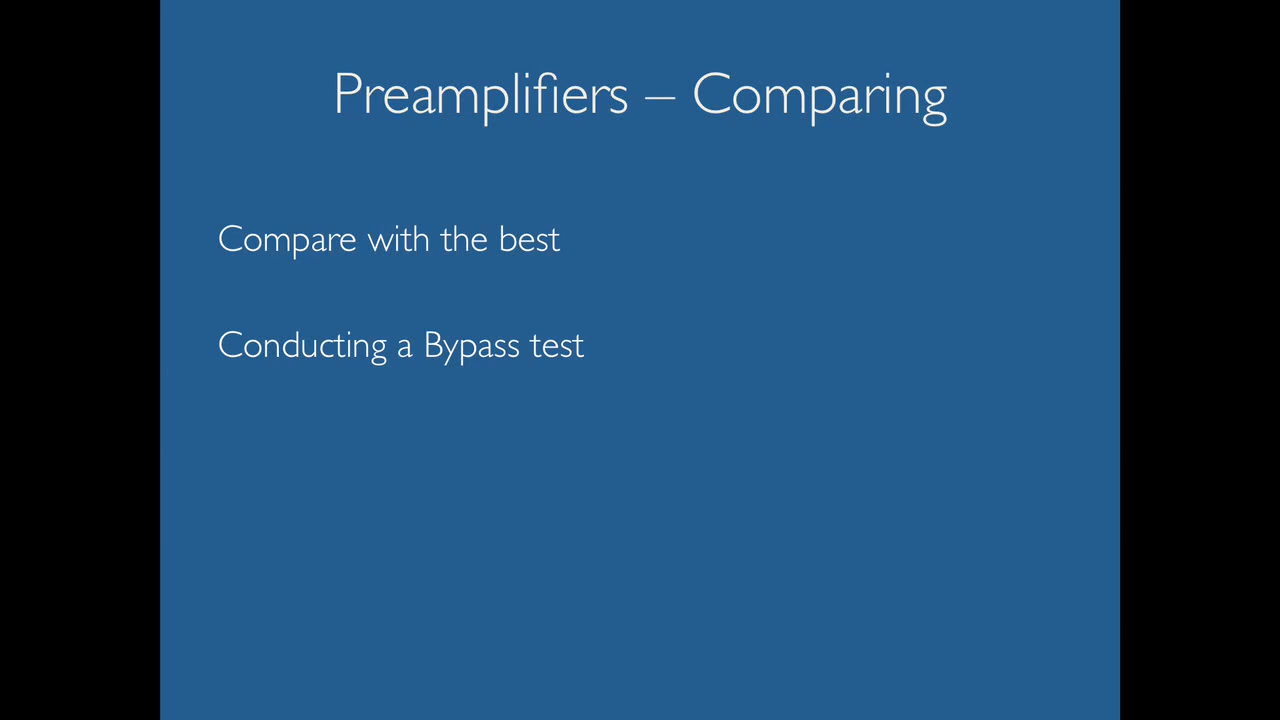 Preamplifiers – Comparing
Compare with the best
Conducting a Bypass test